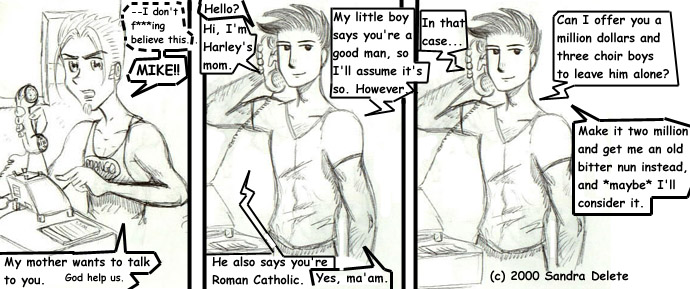 --I don't
f***ing
believe this.
MIKE!!
My mother wants to talk
to you. God help us.
Hello?
Hi, I'm
Harley's
mom.
My little boy
says you're a
good man, so
I'll assume it's
so. However
He also says you're
Roman Catholic.
Yes, ma'am.
In that
case...
Can I offer you a
million dollars and
three choir boys
to leave him alone?
Make it two million
and get me an old
bitter nun instead,
and *maybe* I'll
consider it.
(c) 2000 Sandra Delete